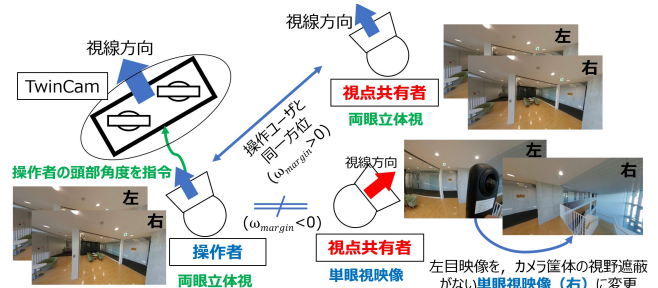 視線方向
TwinCam
操作者の頭部角度を指令
左
右
操作者
両眼立体視
操作ユーザと
同一方位
(ω_margin>0)
(ω_margin<0)
視線方向
視点共有者
両眼立体視
左
右
視線方向
視点共有者
単眼視映像
左
右
左目映像を，カメラ筐体の視野遮蔽
がない単眼視映像（右）に変更